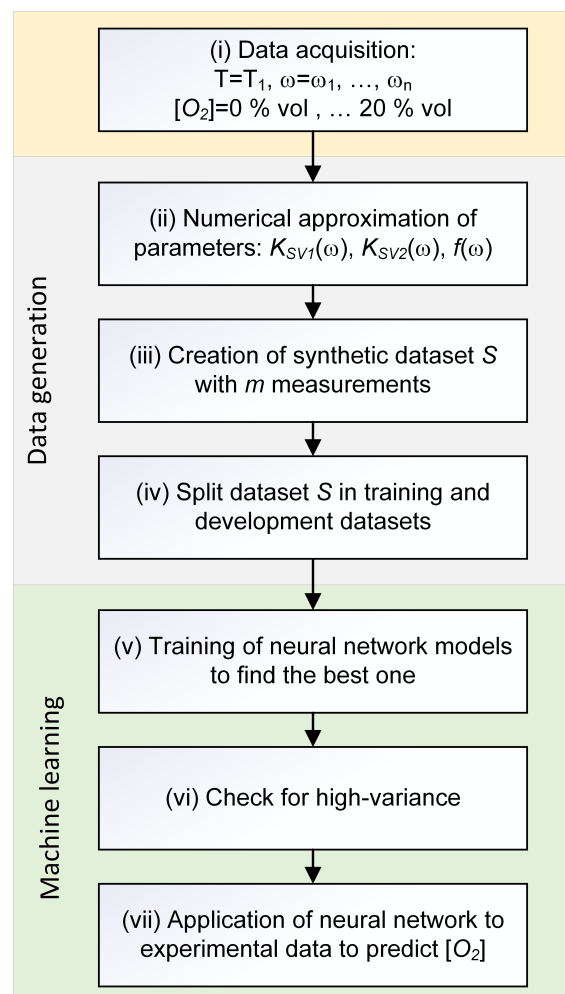 (i) Data acquisition:
T=T₁, ω=ω₁, …, ωₙ
[O₂]=0 % vol , … 20 % vol
Data generation
(ii) Numerical approximation of
parameters: K_SV1(ω), K_SV2(ω), f(ω)
(iii) Creation of synthetic dataset S
with m measurements
(iv) Split dataset S in training and
development datasets
Machine learning
(v) Training of neural network models
to find the best one
(vi) Check for high-variance
(vii) Application of neural network to
experimental data to predict [O₂]